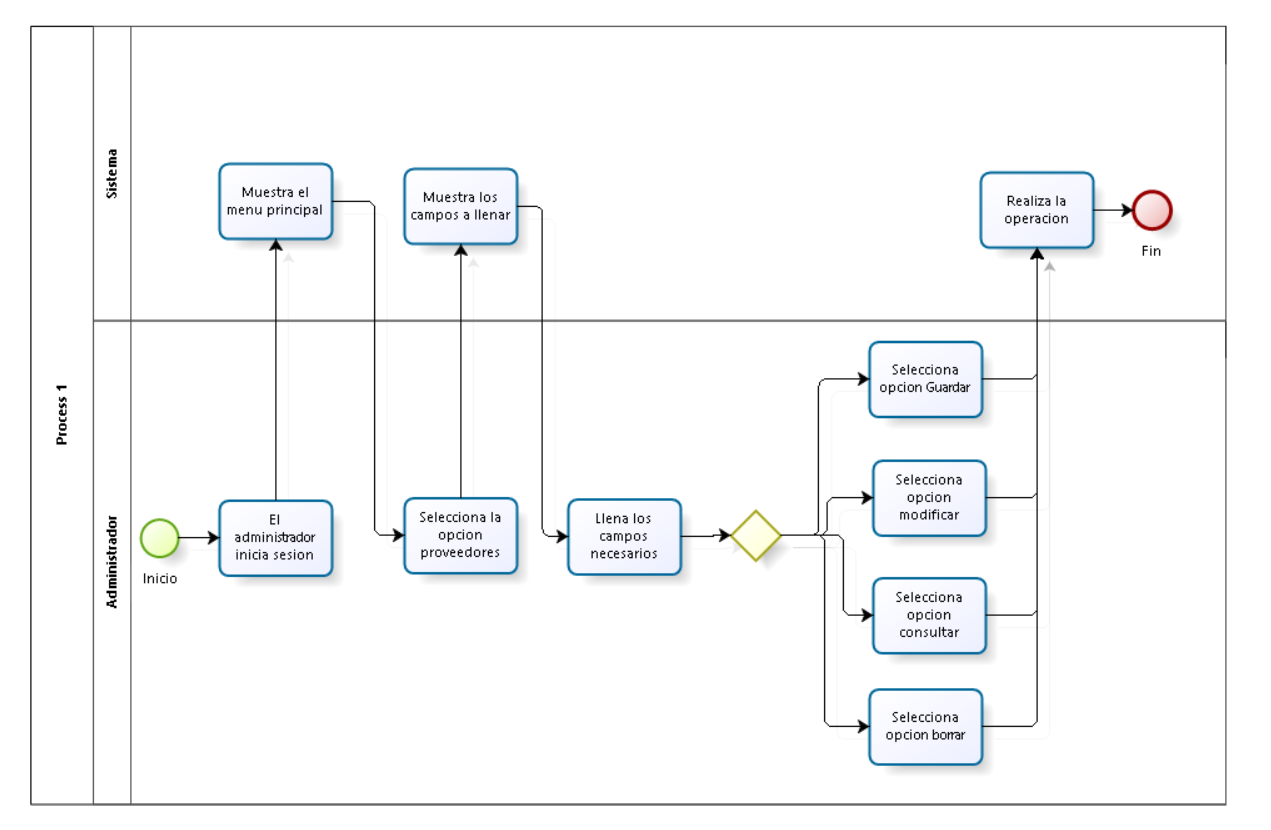 Process 1
Sistema
Muestra el
menu principal
Muestra los
campos a llenar
Realiza la
operacion
Fin
Administrador
Inicio
El
administrador
inicia sesion
Selecciona la
opcion
proveedores
Llena los
campos
necesarios
Selecciona
opcion Guardar
Selecciona
opcion
modificar
Selecciona
opcion
consultar
Selecciona
opcion borrar